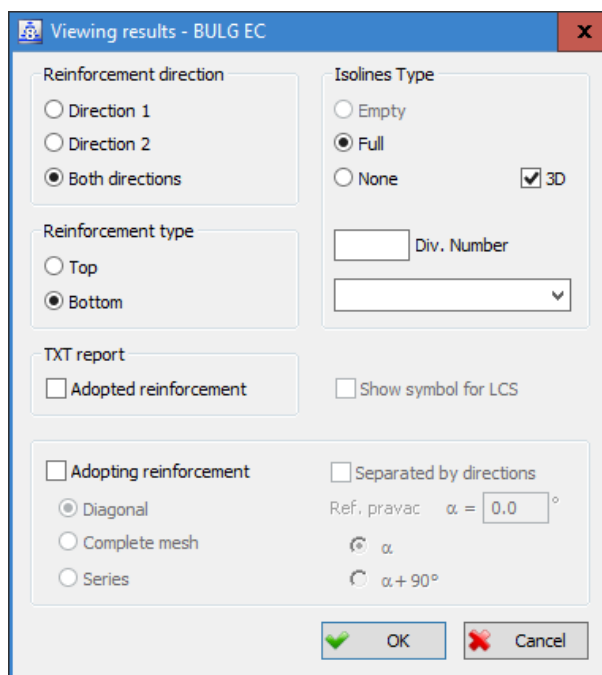 Viewing results - BULG EC
Reinforcement direction
Direction 1
Direction 2
Both directions
Isolines Type
Empty
Full
None
3D
Div. Number
Reinforcement type
Top
Bottom
TXT report
Adopted reinforcement
Show symbol for LCS
Adopting reinforcement
Diagonal
Complete mesh
Series
Separated by directions
Ref. pravac α = 0.0 °
α
α + 90°
OK
Cancel